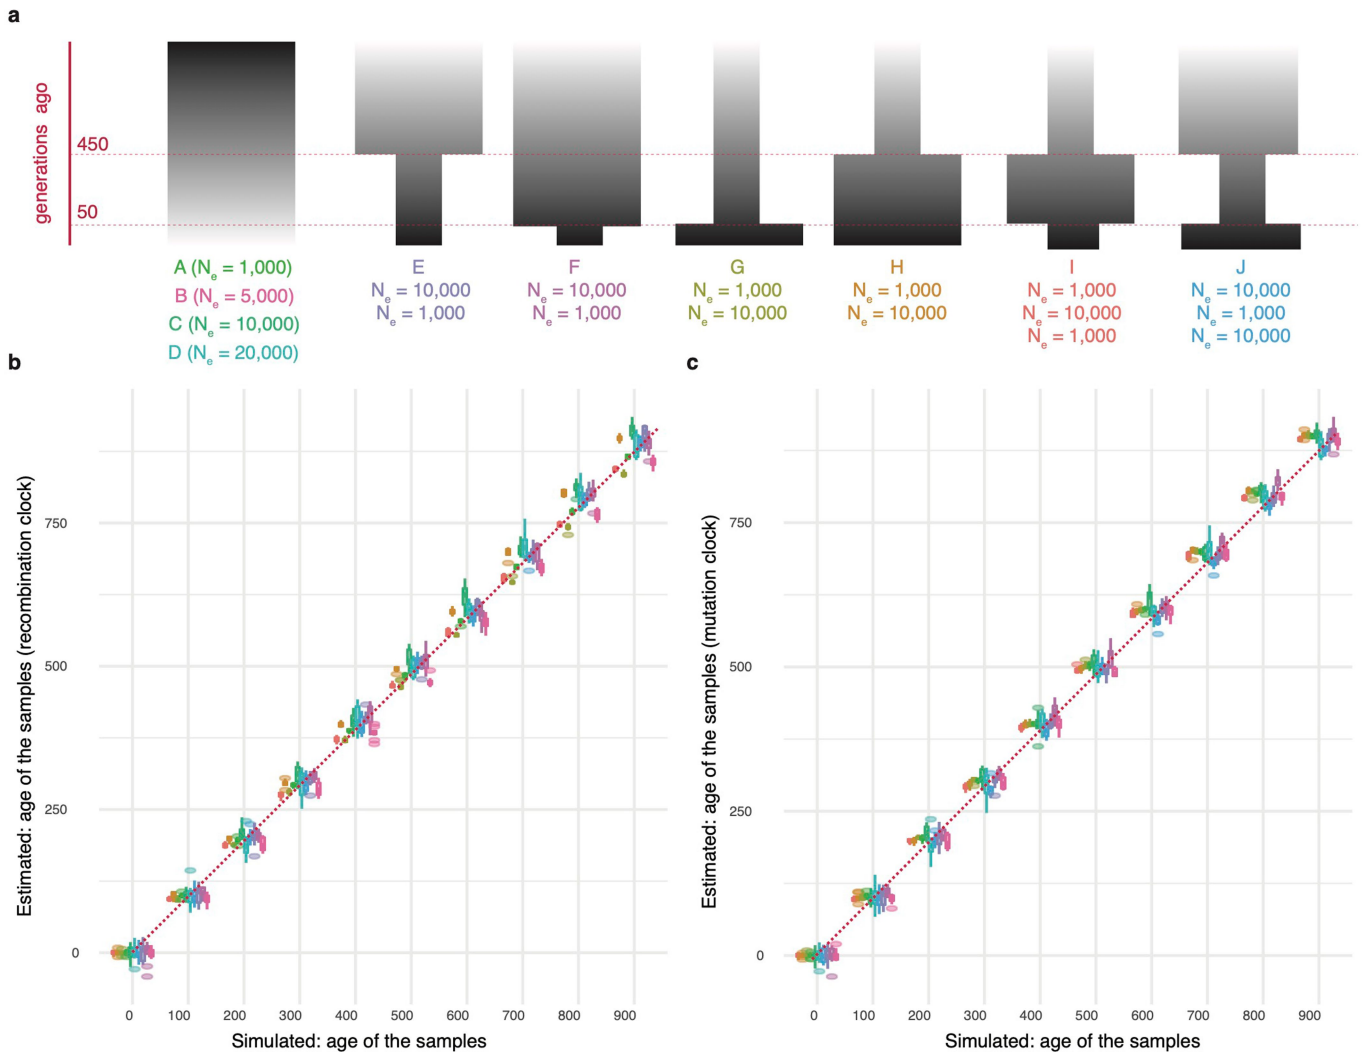 a
generations ago
450
50
A (Ne = 1,000)
B (Ne = 5,000)
C (Ne = 10,000)
D (Ne = 20,000)
E
Ne = 10,000
Ne = 1,000
F
Ne = 10,000
Ne = 1,000
G
Ne = 1,000
Ne = 10,000
H
Ne = 1,000
Ne = 10,000
I
Ne = 1,000
Ne = 10,000
Ne = 1,000
J
Ne = 10,000
Ne = 1,000
Ne = 10,000
b
Estimated: age of the samples (recombination clock)
750
500
250
0
0 100 200 300 400 500 600 700 800 900
Simulated: age of the samples
c
Estimated: age of the samples (mutation clock)
750
500
250
0
0 100 200 300 400 500 600 700 800 900
Simulated: age of the samples